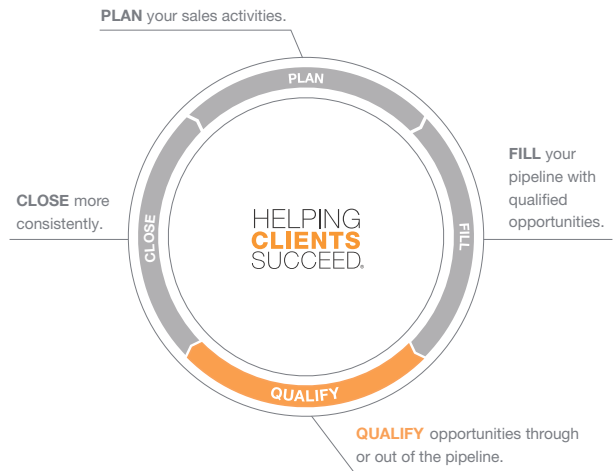 PLAN your sales activities.
PLAN
FILL your
pipeline with
qualified
opportunities.
FILL
CLOSE more
consistently.
CLOSE
HELPING
CLIENTS
SUCCEED®
QUALIFY
QUALIFY opportunities through
or out of the pipeline.